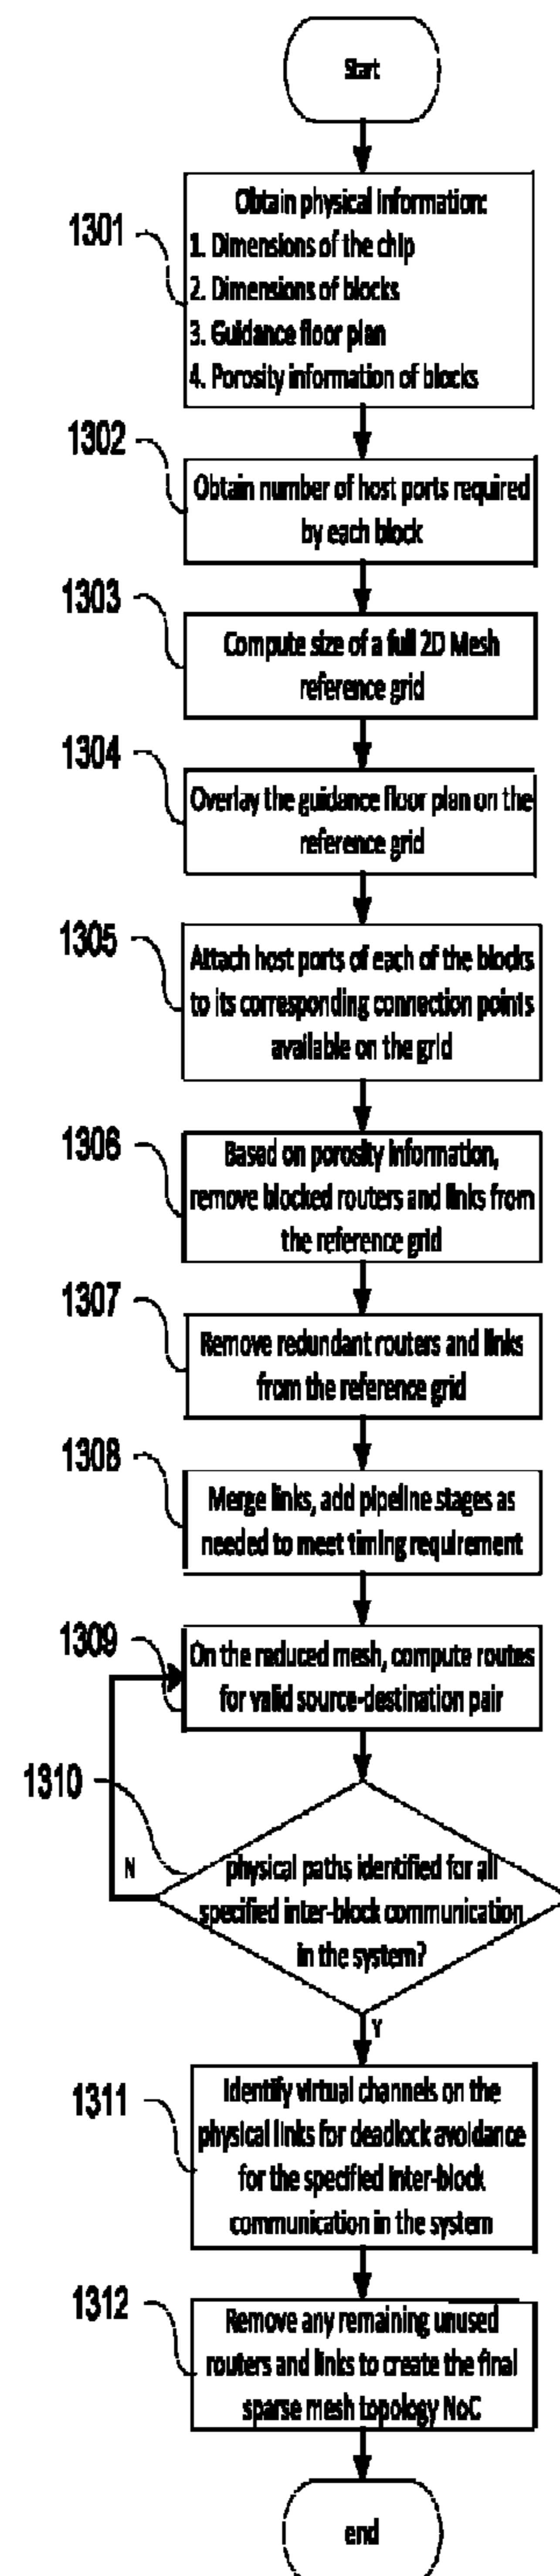 Start
1301
Obtain physical information:
1. Dimensions of the chip
2. Dimensions of blocks
3. Guidance floor plan
4. Porosity information of blocks
1302
Obtain number of host ports required
by each block
1303
Compute size of a full 2D Mesh
reference grid
1304
Overlay the guidance floor plan on the
reference grid
1305
Attach host ports of each of the blocks
to its corresponding connection points
available on the grid
1306
Based on porosity information,
remove blocked routers and links from
the reference grid
1307
Remove redundant routers and links
from the reference grid
1308
Merge links, add pipeline stages as
needed to meet timing requirement
1309
On the reduced mesh, compute routes
for valid source-destination pair
1310
N
physical paths identified for all
specified inter-block communication
in the system?
Y
1311
Identify virtual channels on the
physical links for deadlock avoidance
for the specified inter-block
communication in the system
1312
Remove any remaining unused
routers and links to create the final
sparse mesh topology NoC
end